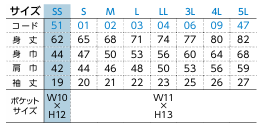 サイズ SS S M L LL 3L 4L 5L
コード 51 01 02 03 04 06 09 47
身丈 62 65 68 71 74 77 80 82
身巾 44 47 50 53 56 60 64 68
肩巾 42 44 46 48 50 53 56 59
袖丈 19 20 21 22 23 25 26 27
ポケットサイズ W10×H12 W11×H13